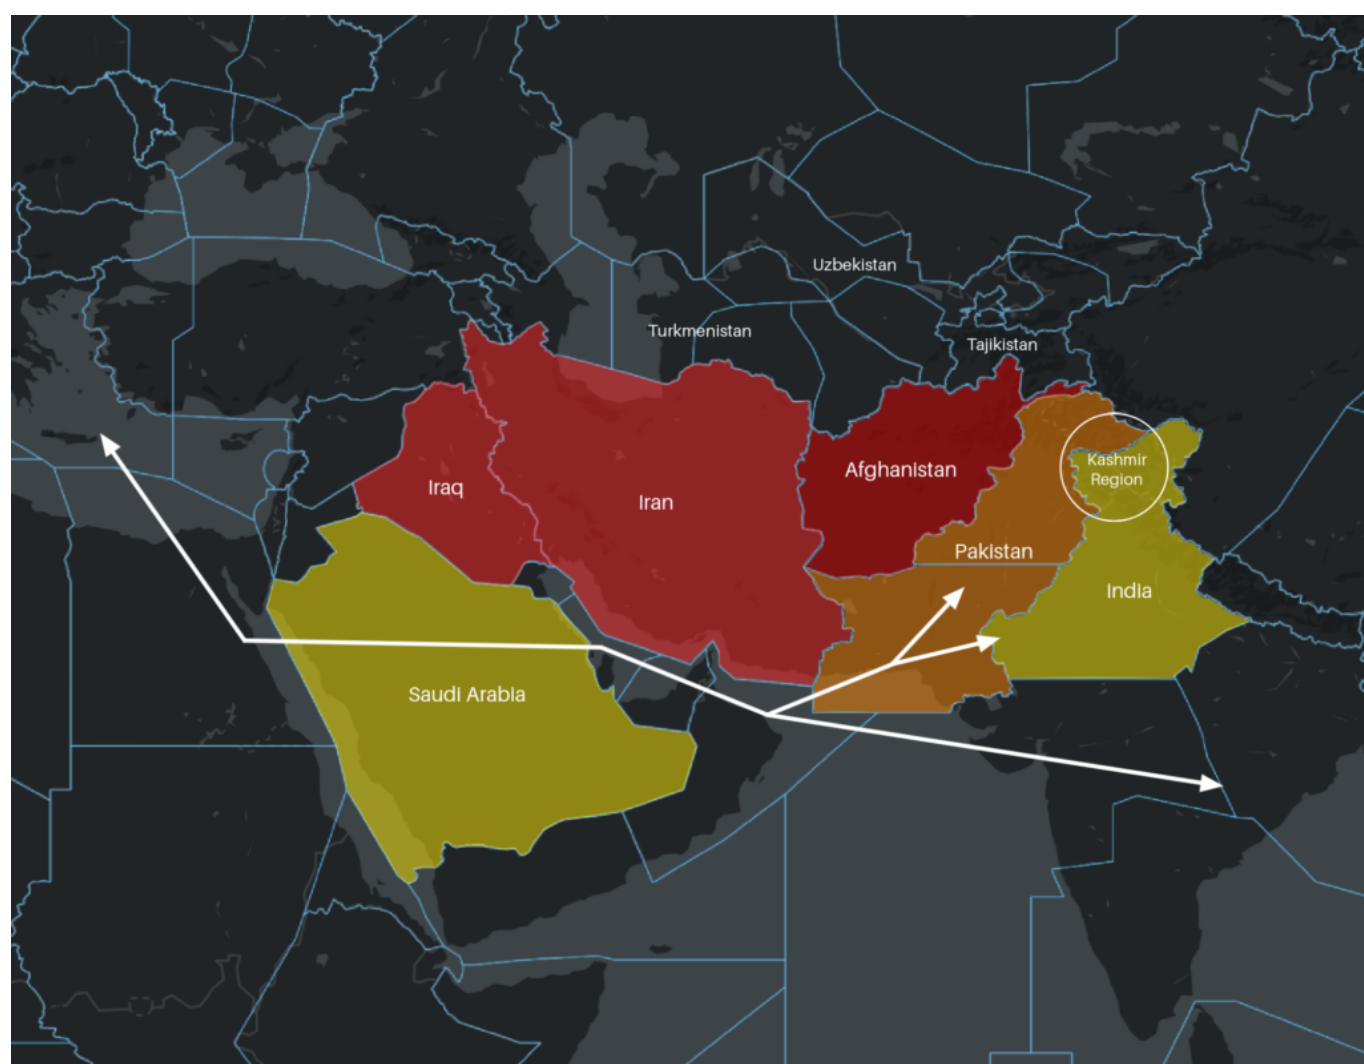 Uzbekistan
Turkmenistan
Tajikistan
Kashmir
Region
Afghanistan
Iraq
Iran
Pakistan
India
Saudi Arabia